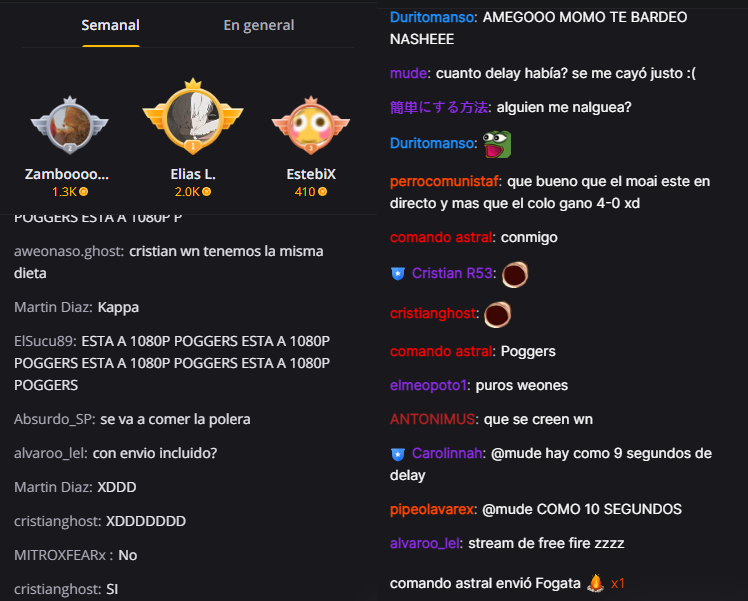 Semanal
En general
2
1
3
Zamboooo...
Elias L.
EstebiX
1.3K
2.0K
410
POGGERS ESTA A 1080P P
aweonaso.ghost: cristian wn tenemos la misma
dieta
Martin Diaz: Kappa
ElSucu89: ESTA A 1080P POGGERS ESTA A 1080P
POGGERS ESTA A 1080P POGGERS ESTA A 1080P
POGGERS
Absurdo_SP: se va a comer la polera
alvaroo_lel: con envio incluido?
Martin Diaz: XDDD
cristianghost: XDDDDDDD
MITROXFEARx : No
cristianghost: SI
Duritomanso: AMEGOOO MOMO TE BARDEO
NASHEEE
mude: cuanto delay había? se me cayó justo :(
簡単にする方法: alguien me nalguea?
Duritomanso:
perrocomunistaf: que bueno que el moai este en
directo y mas que el colo gano 4-0 xd
comando astral: conmigo
Cristian R53:
cristianghost:
comando astral: Poggers
elmeopoto1: puros weones
ANTONIMUS: que se creen wn
Carolinnah: @mude hay como 9 segundos de
delay
pipeolavarex: @mude COMO 10 SEGUNDOS
alvaroo_lel: stream de free fire zzzz
comando astral envió Fogata x1